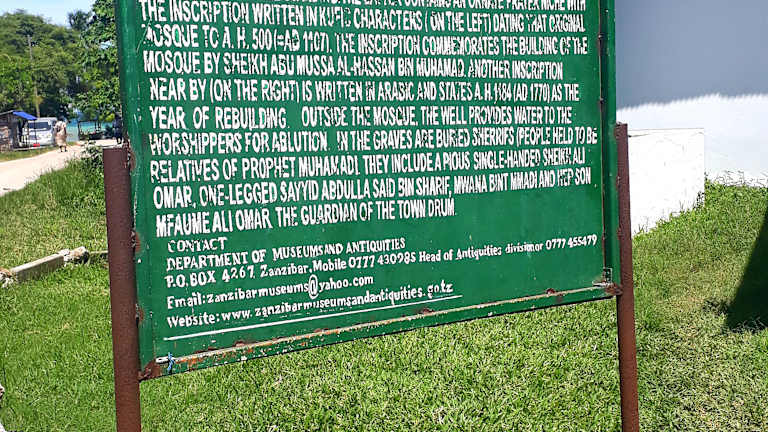 THE INSCRIPTION WRITTEN IN KUFIC CHARACTERS ( ON THE LEFT) DATING THAT ORIGINAL
MOSQUE TO A. H. 500 (=AD 1107). THE INSCRIPTION COMMEMORATES THE BUILDING OF THE
MOSQUE BY SHEIKH ABU MUSSA AL-HASSAN BIN MUHAMAD. ANOTHER INSCRIPTION
NEAR BY (ON THE RIGHT) IS WRITTEN IN ARABIC AND STATES A. H. 1184 (AD 1770) AS THE
YEAR OF REBUILDING. OUTSIDE THE MOSQUE, THE WELL PROVIDES WATER TO THE
WORSHIPPERS FOR ABLUTION. IN THE GRAVES ARE BURIED SHERRIFS (PEOPLE HELD TO BE
RELATIVES OF PROPHET MUHAMAD). THEY INCLUDE A PIOUS SINGLE-HANDED SHEIKH ALI
OMAR, ONE-LEGGED SAYYID ABDULLA SAID BIN SHARIF, MWANA BINT MMADI AND HER SON
MFAUME ALI OMAR THE GUARDIAN OF THE TOWN DRUM.
CONTACT
DEPARTMENT OF MUSEUMS AND ANTIQUITIES
P.O.BOX 4267, Zanzibar, Mobile 0777 430985 Head of Antiquities division or 0777 455479
Email: zanzibarmuseums@yahoo.com
Website: www. zanzibarmuseumsandantiquities.go.tz